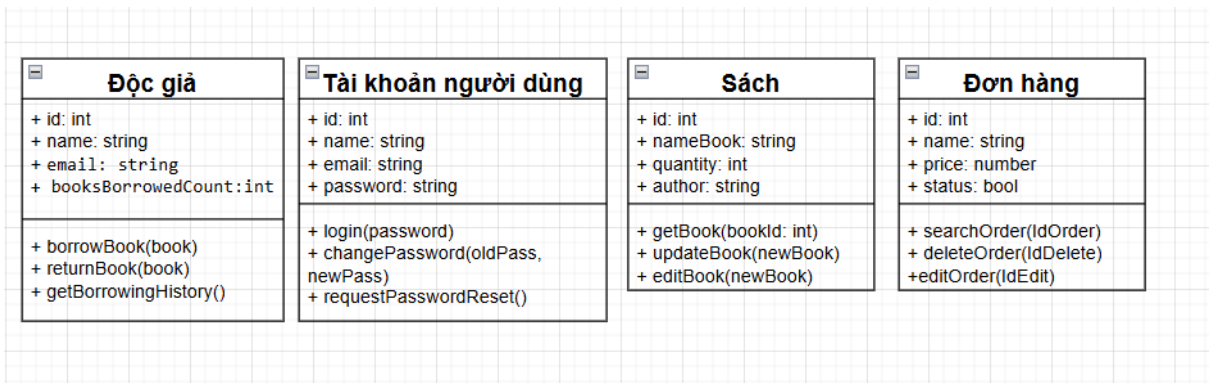 Độc giả
+ id: int
+ name: string
+ email: string
+ booksBorrowedCount:int
+ borrowBook(book)
+ returnBook(book)
+ getBorrowingHistory()
Tài khoản người dùng
+ id: int
+ name: string
+ email: string
+ password: string
+ login(password)
+ changePassword(oldPass,
newPass)
+ requestPasswordReset()
Sách
+ id: int
+ nameBook: string
+ quantity: int
+ author: string
+ getBook(bookId: int)
+ updateBook(newBook)
+ editBook(newBook)
Đơn hàng
+ id: int
+ name: string
+ price: number
+ status: bool
+ searchOrder(IdOrder)
+ deleteOrder(IdDelete)
+editOrder(IdEdit)